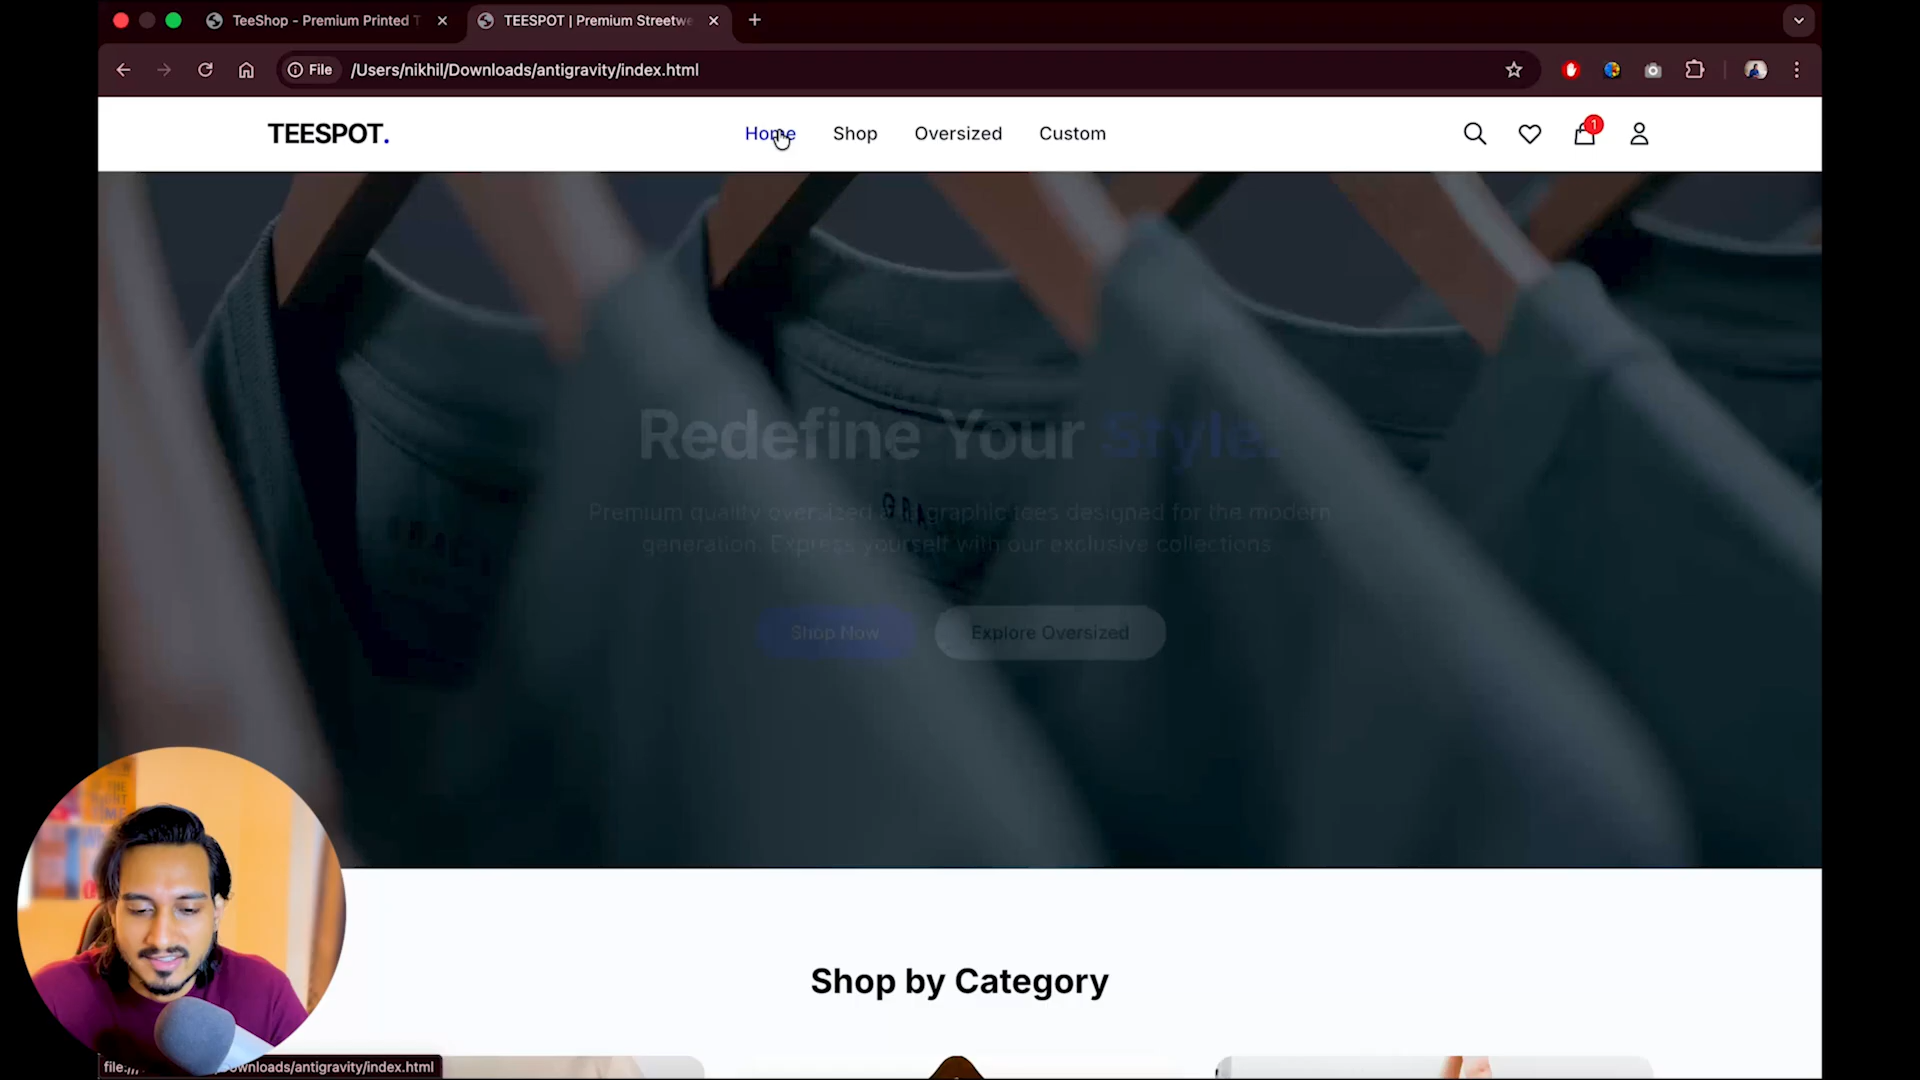 TeeShop - Premium Printed T
TEESPOT | Premium Streetwe
File /Users/nikhil/Downloads/antigravity/index.html
TEESPOT.
Home Shop Oversized Custom
1
Redefine Your Style.
Premium quality oversized graphic tees designed for the modern
generation. Express yourself with our exclusive collections
Shop Now Explore Oversized
Shop by Category
file:/// ownloads/antigravity/index.html